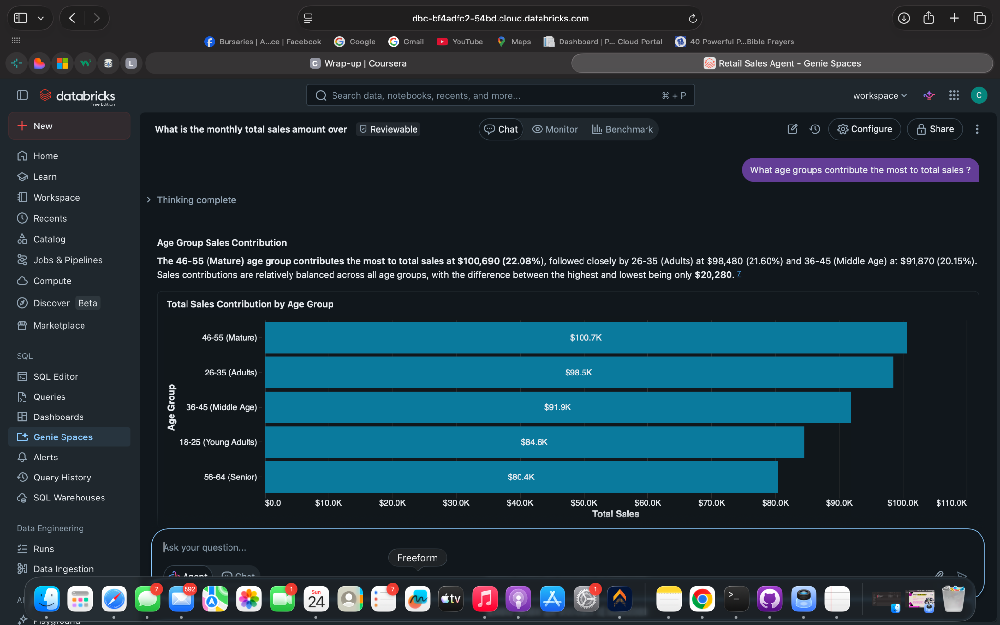 dbc-bf4adfc2-54bd.cloud.databricks.com
Bursaries | A...ce | Facebook
Google
Gmail
YouTube
Maps
Dashboard | P... Cloud Portal
40 Powerful P...Bible Prayers
L
C Wrap-up | Coursera
Retail Sales Agent - Genie Spaces
databricks
Free Edition
Search data, notebooks, recents, and more...
⌘ + P
workspace
C
New
Home
Learn
Workspace
Recents
Catalog
Jobs & Pipelines
Compute
Discover Beta
Marketplace
SQL
SQL Editor
Queries
Dashboards
Genie Spaces
Alerts
Query History
SQL Warehouses
Data Engineering
Runs
Data Ingestion
AI
Playground
What is the monthly total sales amount over
Reviewable
Chat
Monitor
Benchmark
Configure
Share
What age groups contribute the most to total sales ?
Thinking complete
Age Group Sales Contribution
The 46-55 (Mature) age group contributes the most to total sales at $100,690 (22.08%), followed closely by 26-35 (Adults) at $98,480 (21.60%) and 36-45 (Middle Age) at $91,870 (20.15%).
Sales contributions are relatively balanced across all age groups, with the difference between the highest and lowest being only $20,280. 7
Total Sales Contribution by Age Group
Age Group
46-55 (Mature) $100.7K
26-35 (Adults) $98.5K
36-45 (Middle Age) $91.9K
18-25 (Young Adults) $84.6K
56-64 (Senior) $80.4K
$0.0 $10.0K $20.0K $30.0K $40.0K $50.0K $60.0K $70.0K $80.0K $90.0K $100.0K $110.0K
Total Sales
Ask your question...
Freeform
Agent
Chat
7
592
1
Sun
24
7
tv
1